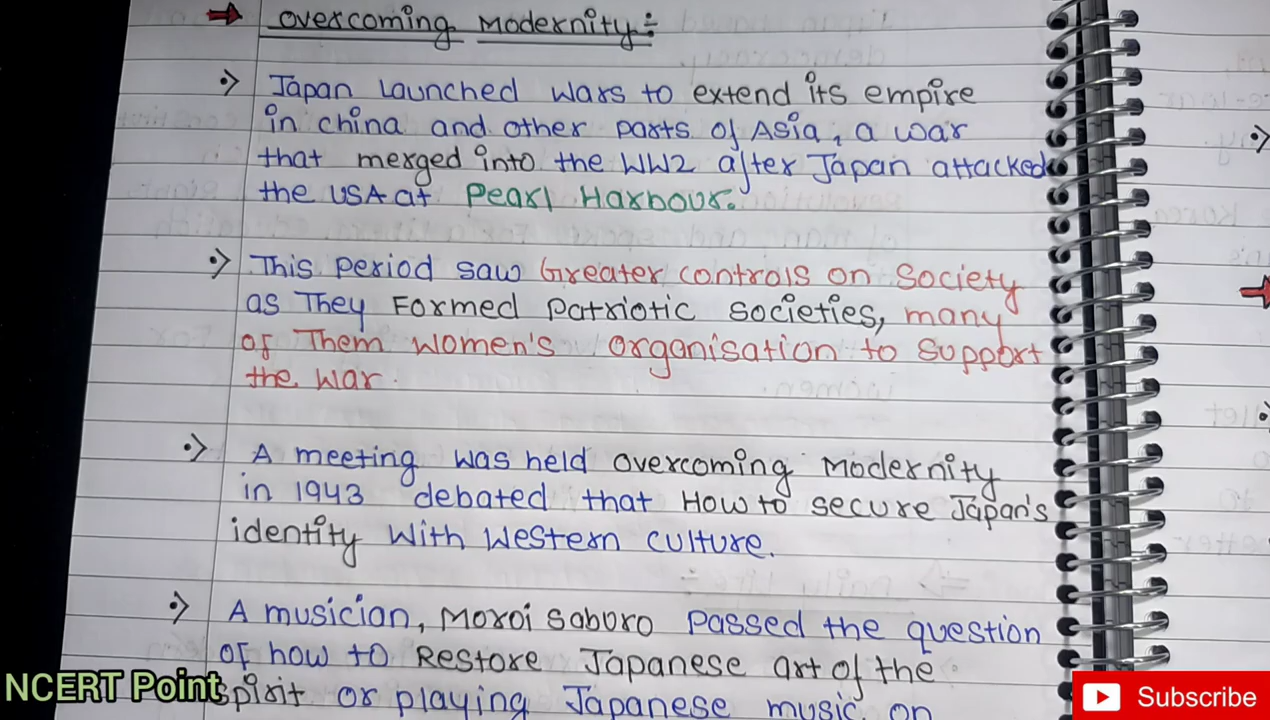 Overcoming Modernity ÷
Japan Launched wars to extend its empire
in china and other parts of Asia, a war
that merged into the WW2 after Japan attacked
the USA at Pearl Harbour.
This Period saw Greater controls on Society
as They Formed Patriotic Societies, many
of Them Women's Organisation to Support
the War.
A meeting was held overcoming Modernity
in 1943 debated that How to secure Japan's
identity With Western culture.
A musician, Moroi Saburo Passed the question
of how to Restore Japanese art of the
Spirit or playing Japanese music on
NCERT Point
Subscribe